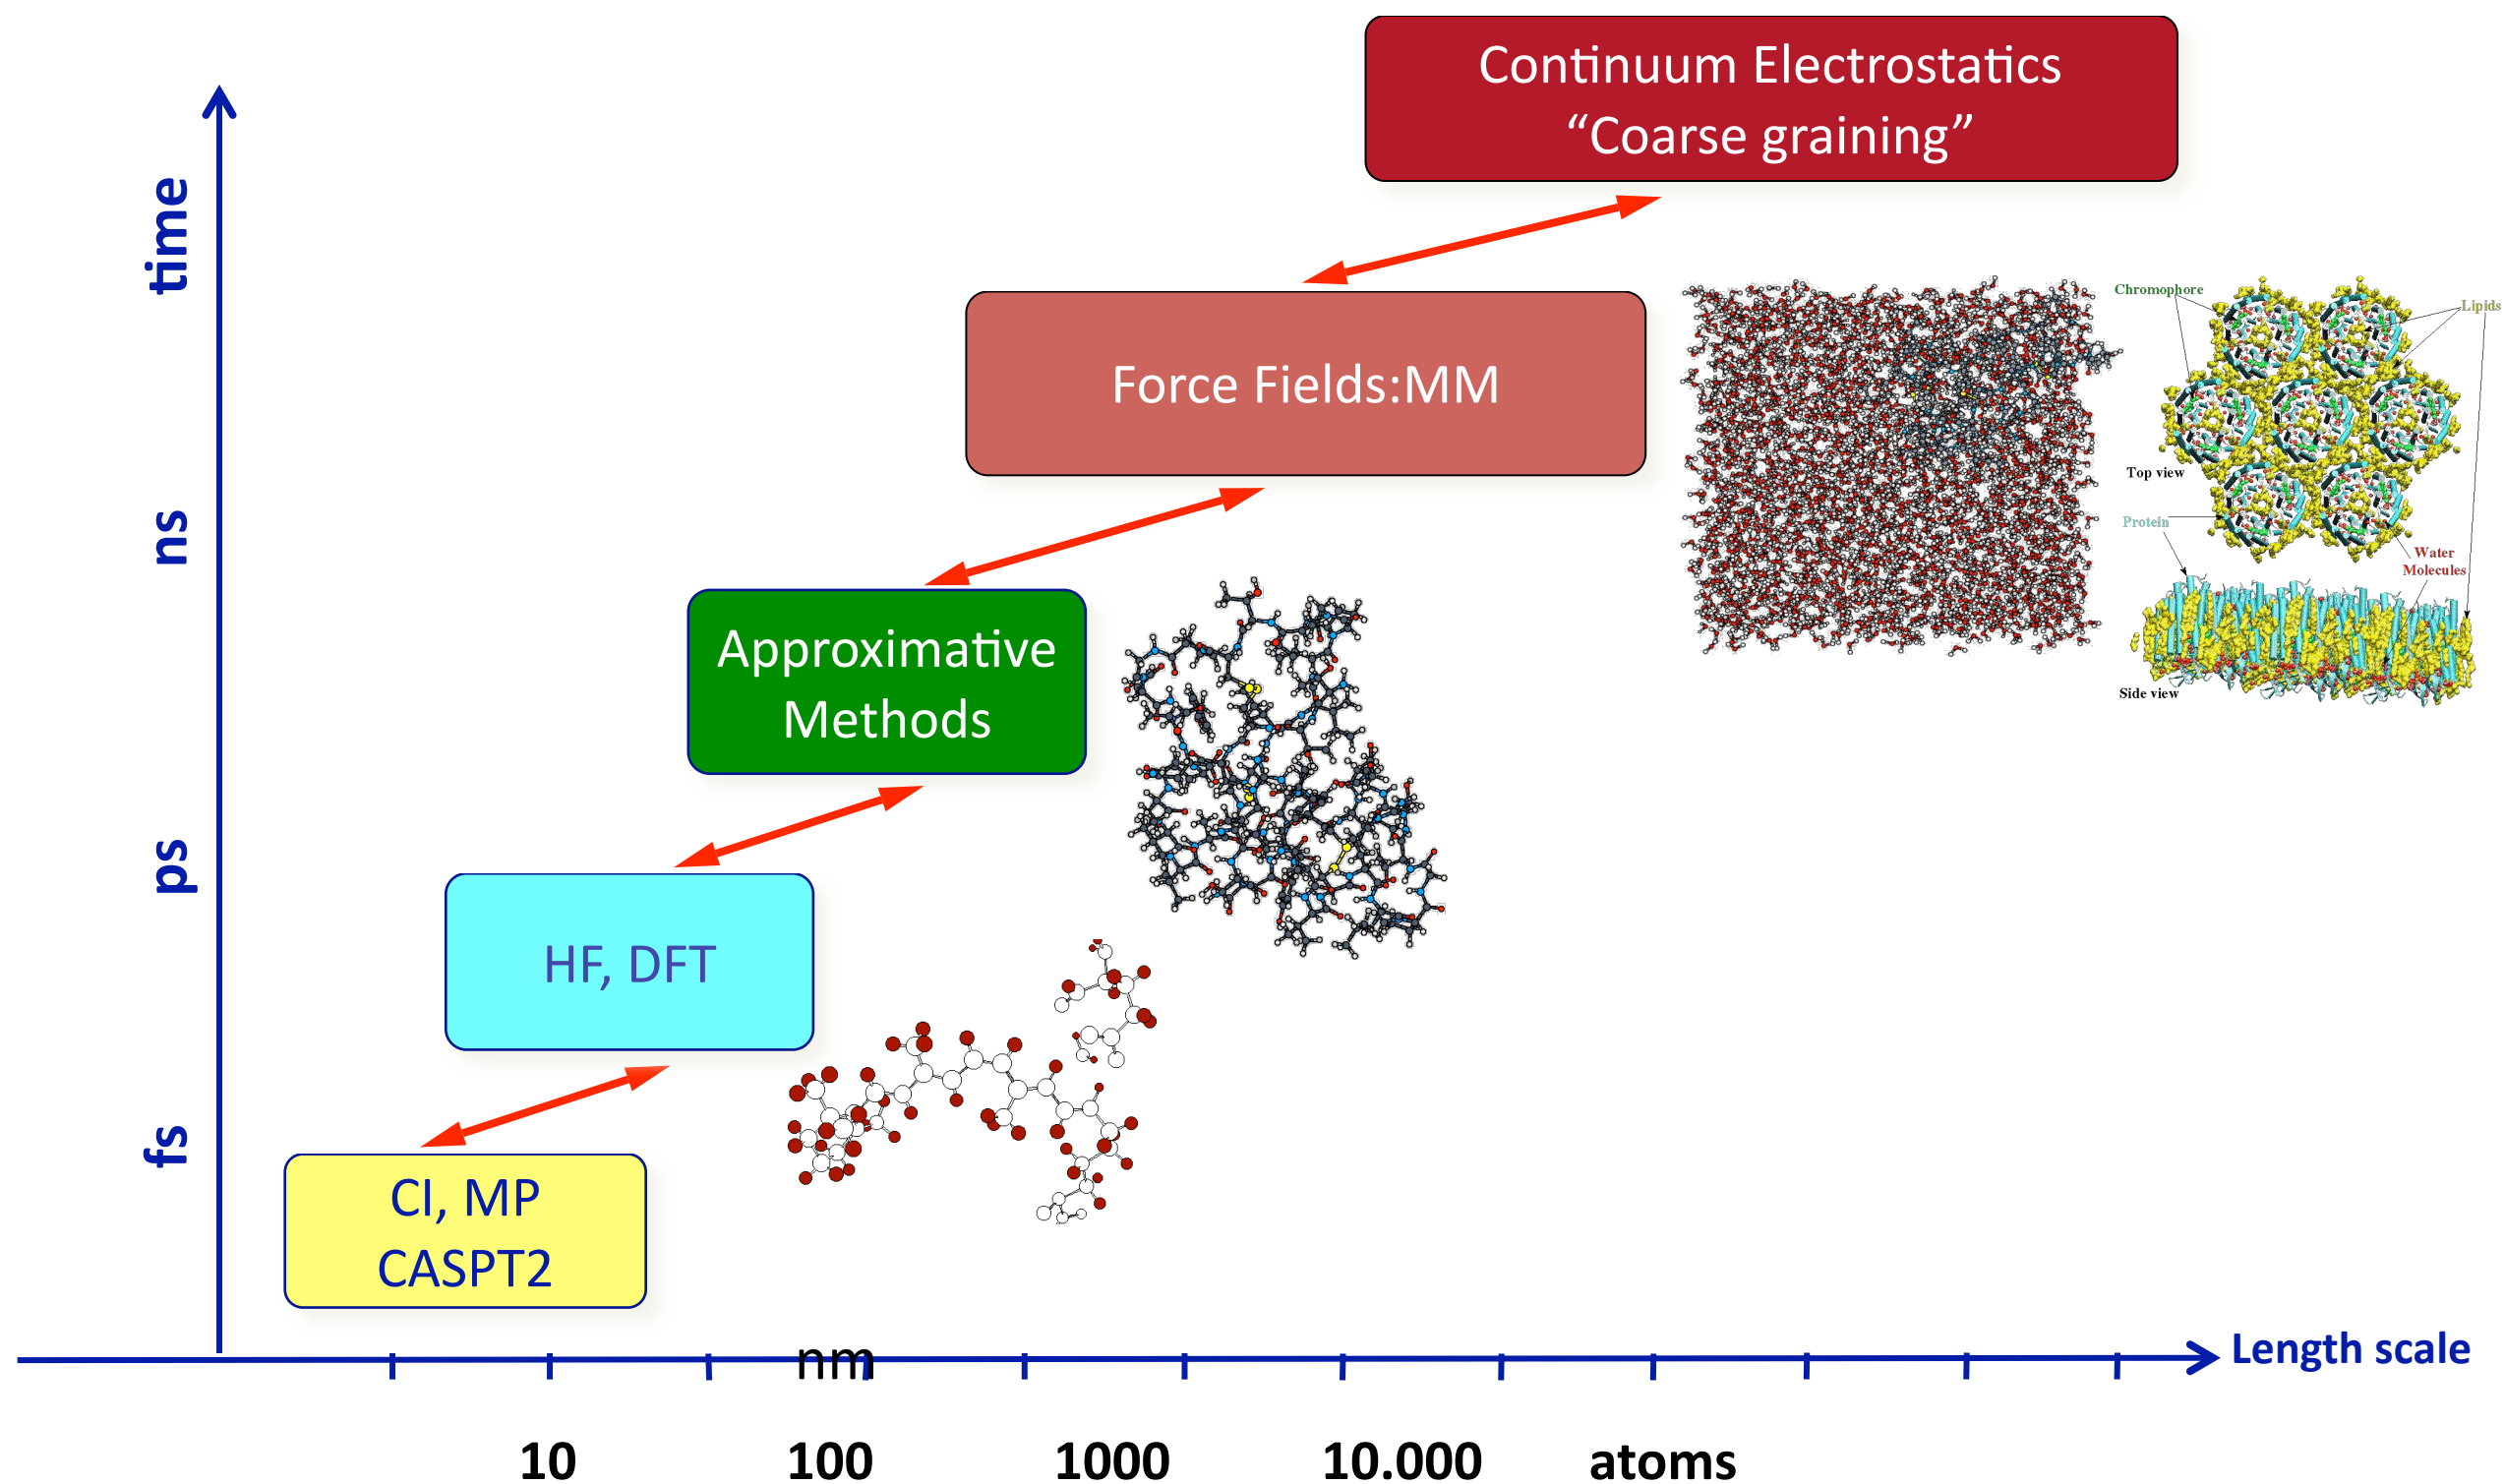 Continuum Electrostatics
“Coarse graining”
time
Force Fields:MM
Chromophore
Lipids
Top view
ns
Protein
Water
Molecules
Approximative
Methods
Side view
ps
HF, DFT
fs
CI, MP
CASPT2
nm
Length scale
10 100 1000 10.000 atoms